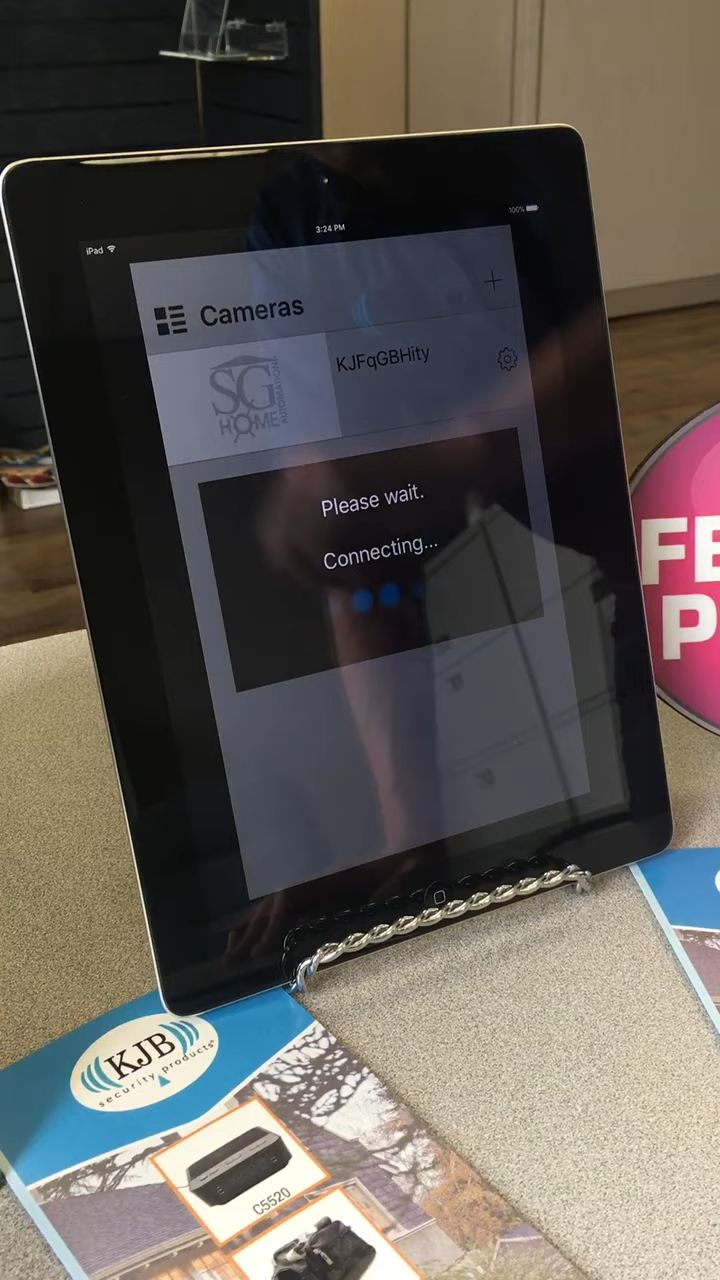 iPad
3:24 PM
100%
Cameras
KJFqGBHity
SG
HOME
AUTOMATION
Please wait.
Connecting...
FE
P
KJB
security products
C5520